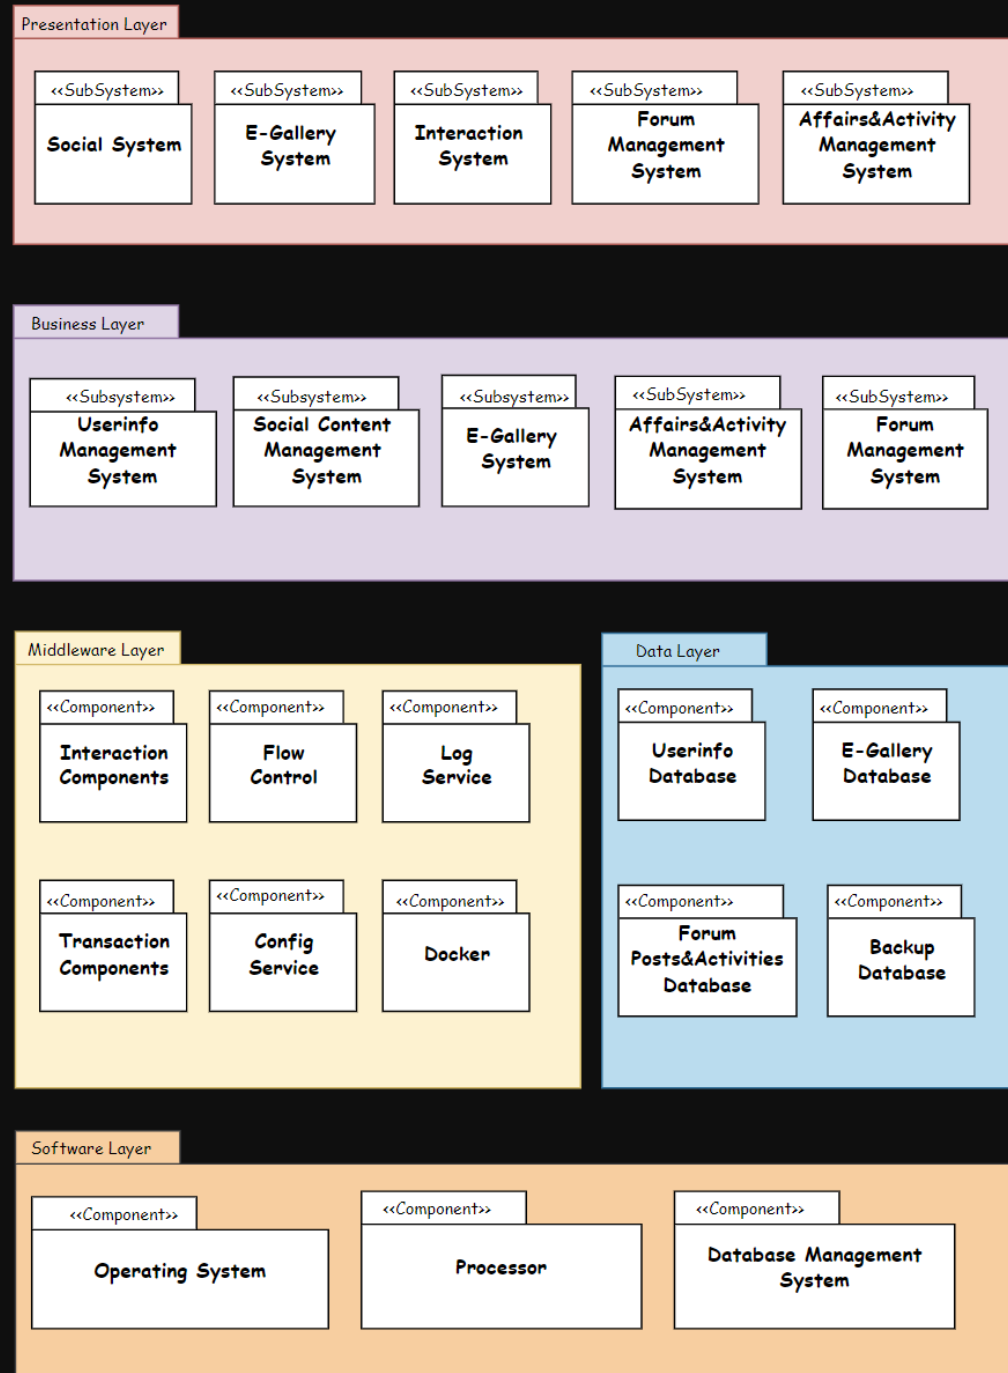 Presentation Layer
<<SubSystem>>
Social System
<<SubSystem>>
E-Gallery
System
<<SubSystem>>
Interaction
System
<<SubSystem>>
Forum
Management
System
<<SubSystem>>
Affairs&Activity
Management
System
Business Layer
<<Subsystem>>
Userinfo
Management
System
<<Subsystem>>
Social Content
Management
System
<<Subsystem>>
E-Gallery
System
<<SubSystem>>
Affairs&Activity
Management
System
<<SubSystem>>
Forum
Management
System
Middleware Layer
<<Component>>
Interaction
Components
<<Component>>
Flow
Control
<<Component>>
Log
Service
<<Component>>
Transaction
Components
<<Component>>
Config
Service
<<Component>>
Docker
Data Layer
<<Component>>
Userinfo
Database
<<Component>>
E-Gallery
Database
<<Component>>
Forum
Posts&Activities
Database
<<Component>>
Backup
Database
Software Layer
<<Component>>
Operating System
<<Component>>
Processor
<<Component>>
Database Management
System